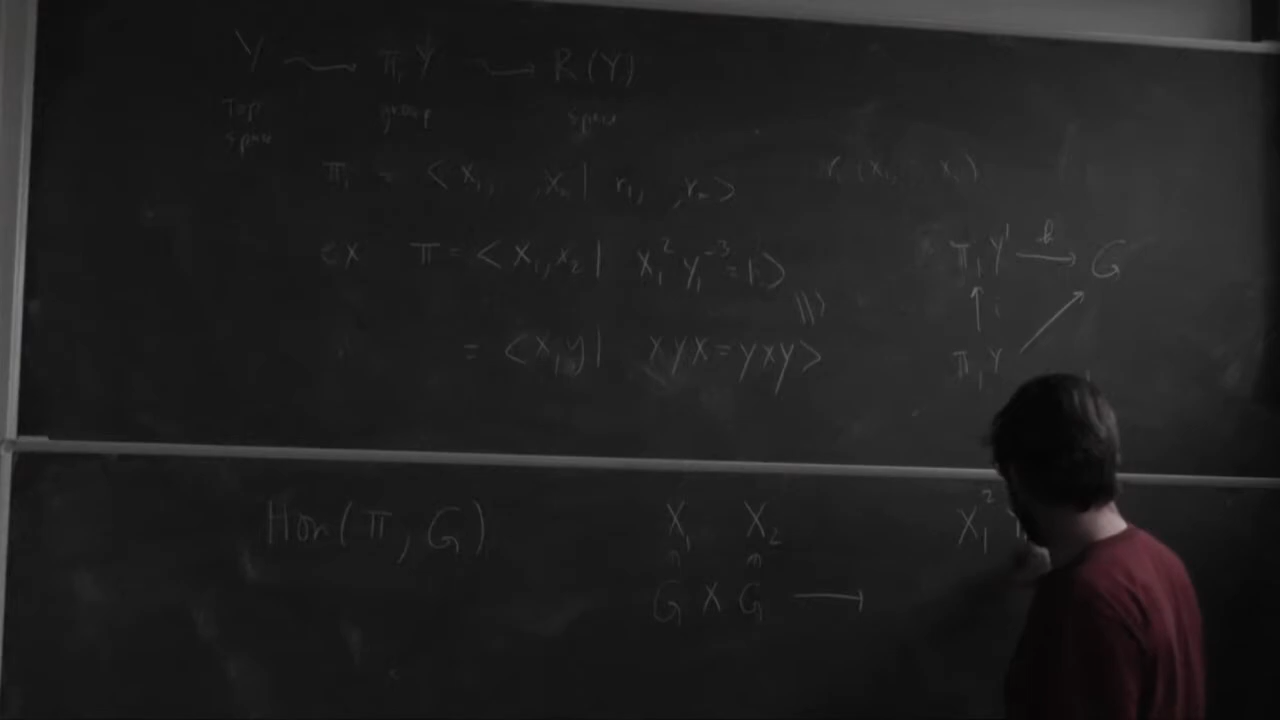 Y ⇝ π₁Y ⇝ R(Y)
Top group space
space
π₁ = < x₁, , xₙ | r₁, , rₘ >
ex π = < x₁, x₂ | x₁² y₁⁻³ = 1 >
= < x, y | xyx = yxy >
π₁Y' → G
i
π₁Y
Hom(π, G)
X₁ X₂ X₁²
G × G ⟶